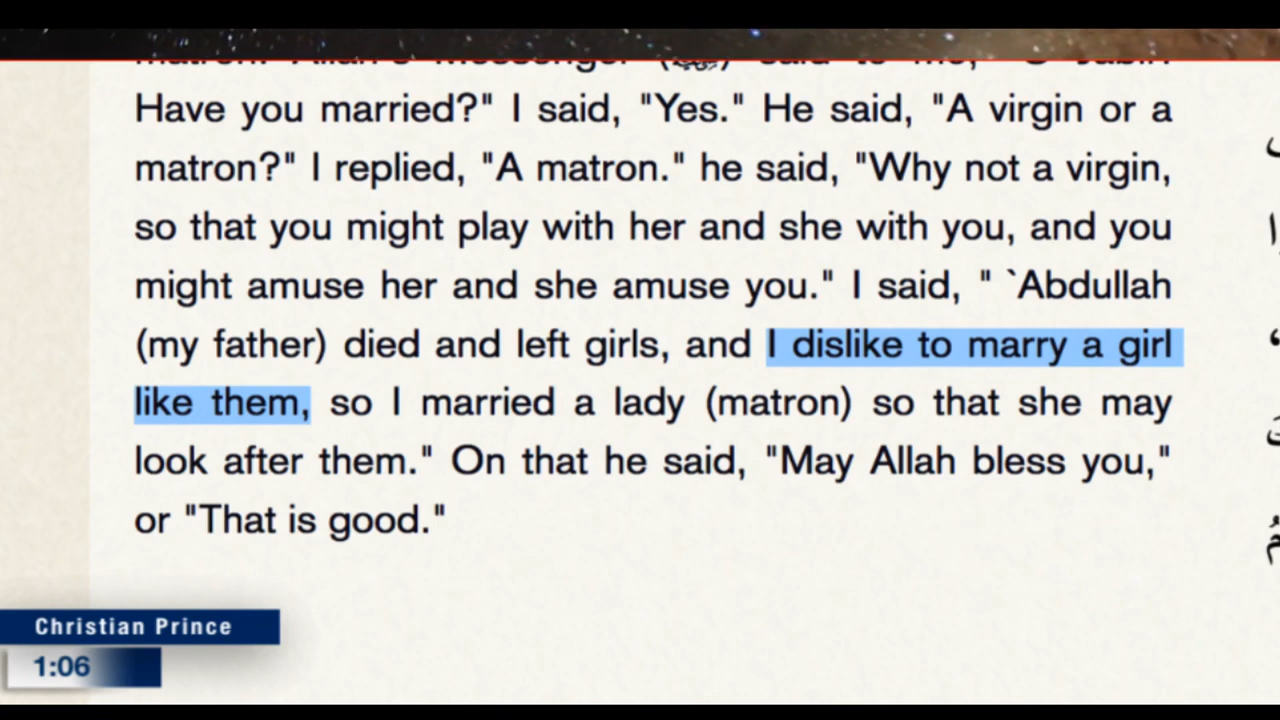 Have you married?" I said, "Yes." He said, "A virgin or a
matron?" I replied, "A matron." he said, "Why not a virgin,
so that you might play with her and she with you, and you
might amuse her and she amuse you." I said, " `Abdullah
(my father) died and left girls, and I dislike to marry a girl
like them, so I married a lady (matron) so that she may
look after them." On that he said, "May Allah bless you,"
or "That is good."
Christian Prince
1:06